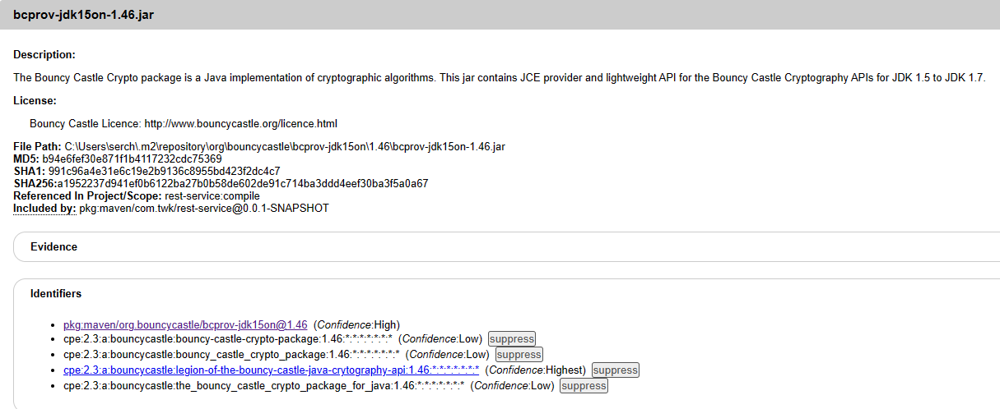 bcprov-jdk15on-1.46.jar
Description:
The Bouncy Castle Crypto package is a Java implementation of cryptographic algorithms. This jar contains JCE provider and lightweight API for the Bouncy Castle Cryptography APIs for JDK 1.5 to JDK 1.7.
License:
Bouncy Castle Licence: http://www.bouncycastle.org/licence.html
File Path: C:\Users\serch\.m2\repository\org\bouncycastle\bcprov-jdk15on\1.46\bcprov-jdk15on-1.46.jar
MD5: b94e6fef30e871f1b4117232cdc75369
SHA1: 991c96a4e31e6c19e2b9136c8955bd423f2dc4c7
SHA256:a1952237d941ef0b6122ba27b0b58de602de91c714ba3ddd4eef30ba3f5a0a67
Referenced In Project/Scope: rest-service:compile
Included by: pkg:maven/com.twk/rest-service@0.0.1-SNAPSHOT
Evidence
Identifiers
• pkg:maven/org.bouncycastle/bcprov-jdk15on@1.46 (Confidence:High)
• cpe:2.3:a:bouncycastle:bouncy-castle-crypto-package:1.46:*:*:*:*:*:*:* (Confidence:Low) suppress
• cpe:2.3:a:bouncycastle:bouncy_castle_crypto_package:1.46:*:*:*:*:*:*:* (Confidence:Low) suppress
• cpe:2.3:a:bouncycastle:legion-of-the-bouncy-castle-java-crytography-api:1.46:*:*:*:*:*:*:* (Confidence:Highest) suppress
• cpe:2.3:a:bouncycastle:the_bouncy_castle_crypto_package_for_java:1.46:*:*:*:*:*:*:* (Confidence:Low) suppress